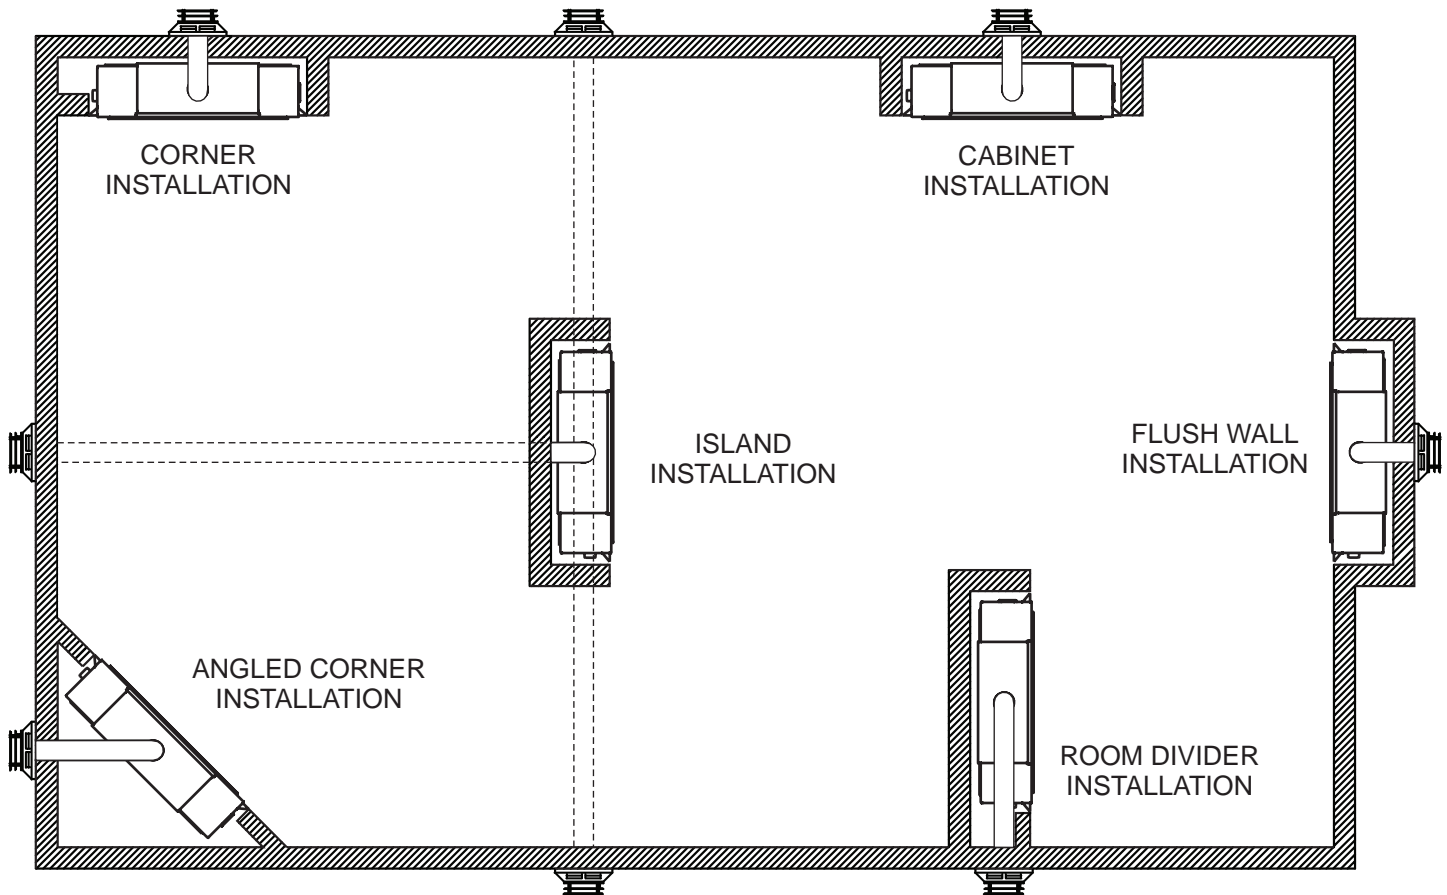 CORNER
INSTALLATION
CABINET
INSTALLATION
ISLAND
INSTALLATION
FLUSH WALL
INSTALLATION
ANGLED CORNER
INSTALLATION
ROOM DIVIDER
INSTALLATION